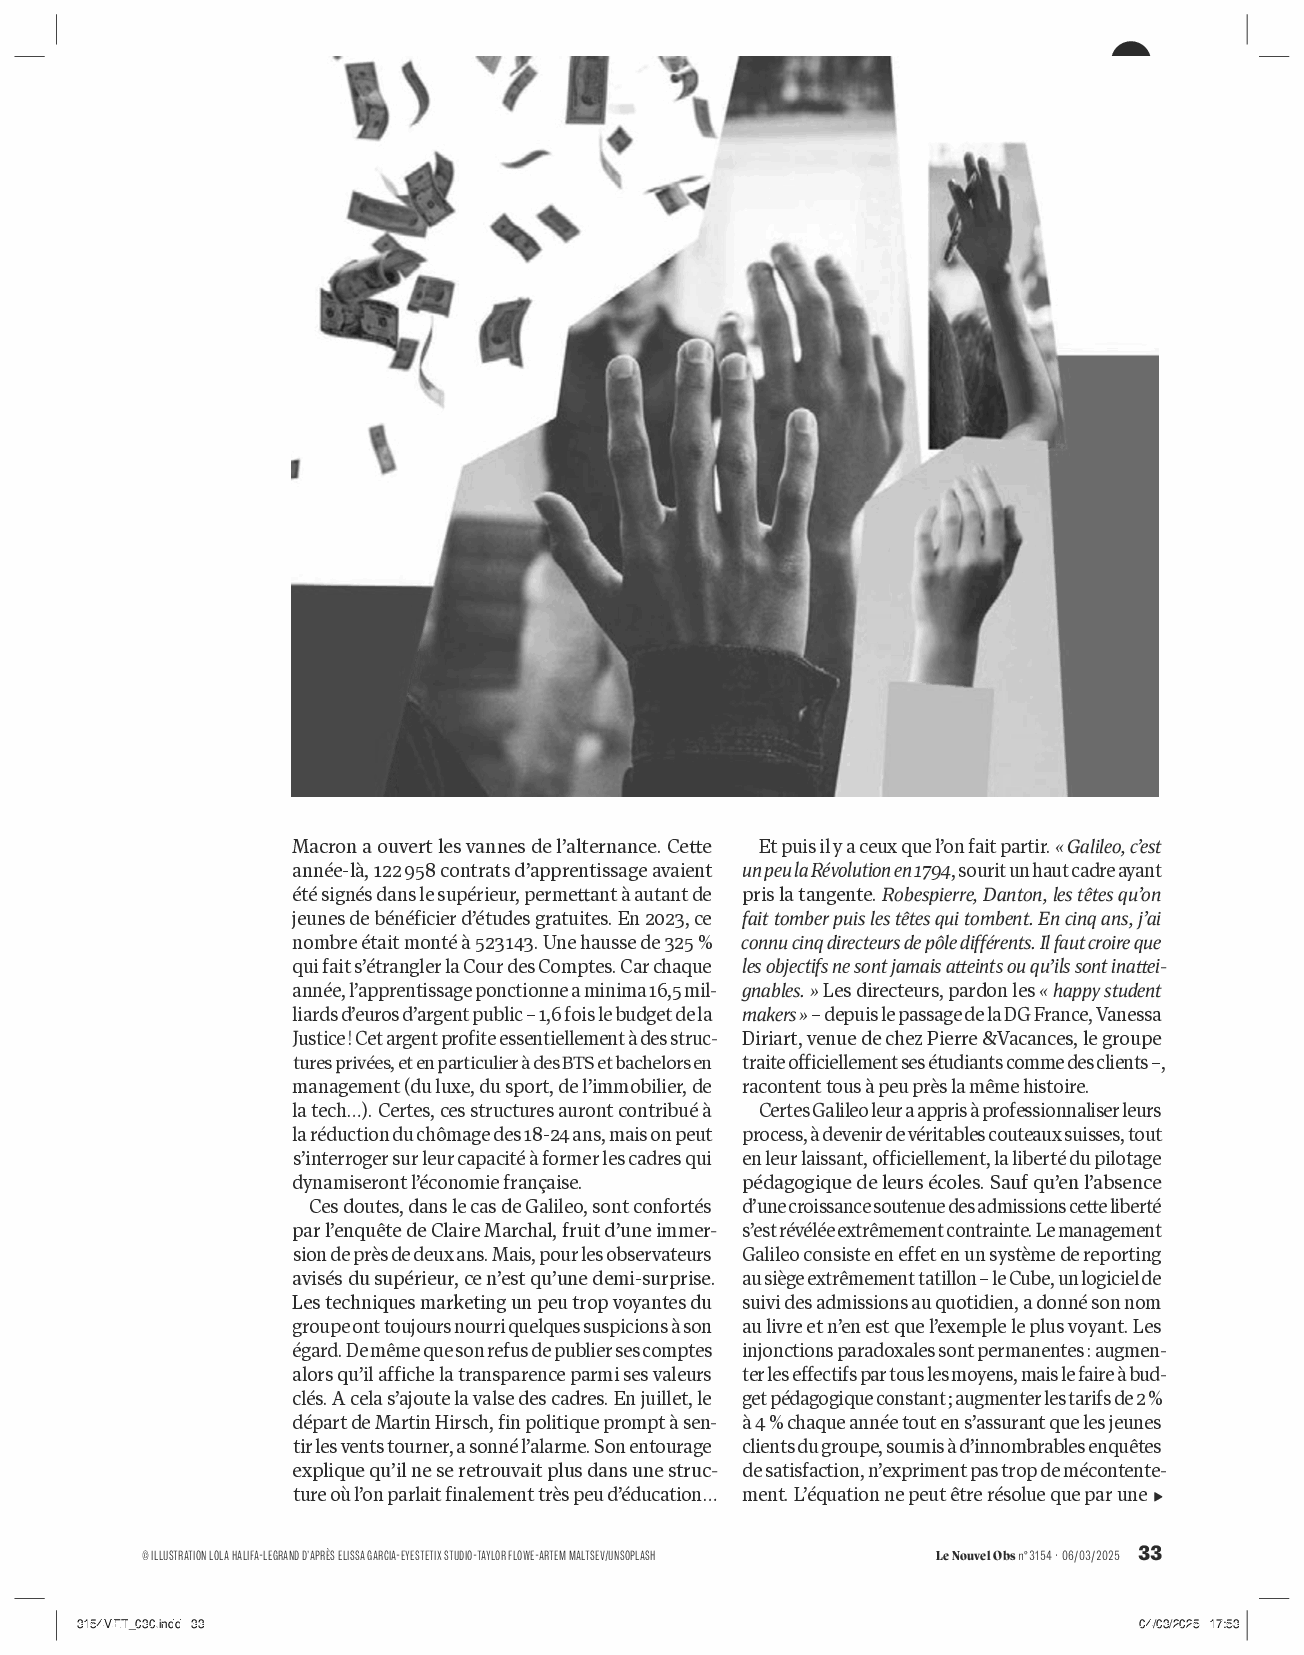 Macron a ouvert les vannes de l’alternance. Cette
année-là, 122 958 contrats d’apprentissage avaient
été signés dans le supérieur, permettant à autant de
jeunes de bénéficier d’études gratuites. En 2023, ce
nombre était monté à 523 143. Une hausse de 325 %
qui fait s’étrangler la Cour des Comptes. Car chaque
année, l’apprentissage ponctionne a minima 16,5 mil-
liards d’euros d’argent public – 1,6 fois le budget de la
Justice ! Cet argent profite essentiellement à des struc-
tures privées, et en particulier à des BTS et bachelors en
management (du luxe, du sport, de l’immobilier, de
la tech…). Certes, ces structures auront contribué à
la réduction du chômage des 18-24 ans, mais on peut
s’interroger sur leur capacité à former les cadres qui
dynamiseront l’économie française.
Ces doutes, dans le cas de Galileo, sont confortés
par l’enquête de Claire Marchal, fruit d’une immer-
sion de près de deux ans. Mais, pour les observateurs
avisés du supérieur, ce n’est qu’une demi-surprise.
Les techniques marketing un peu trop voyantes du
groupe ont toujours nourri quelques suspicions à son
égard. De même que son refus de publier ses comptes
alors qu’il affiche la transparence parmi ses valeurs
clés. A cela s’ajoute la valse des cadres. En juillet, le
départ de Martin Hirsch, fin politique prompt à sen-
tir les vents tourner, a sonné l’alarme. Son entourage
explique qu’il ne se retrouvait plus dans une struc-
ture où l’on parlait finalement très peu d’éducation…
Et puis il y a ceux que l’on fait partir. « Galileo, c’est
un peu la Révolution en 1794, sourit un haut cadre ayant
pris la tangente. Robespierre, Danton, les têtes qu’on
fait tomber puis les têtes qui tombent. En cinq ans, j’ai
connu cinq directeurs de pôle différents. Il faut croire que
les objectifs ne sont jamais atteints ou qu’ils sont inattei-
gnables. » Les directeurs, pardon les « happy student
makers » – depuis le passage de la DG France, Vanessa
Diriart, venue de chez Pierre &Vacances, le groupe
traite officiellement ses étudiants comme des clients –,
racontent tous à peu près la même histoire.
Certes Galileo leur a appris à professionnaliser leurs
process, à devenir de véritables couteaux suisses, tout
en leur laissant, officiellement, la liberté du pilotage
pédagogique de leurs écoles. Sauf qu’en l’absence
d’une croissance soutenue des admissions cette liberté
s’est révélée extrêmement contrainte. Le management
Galileo consiste en effet en un système de reporting
au siège extrêmement tatillon – le Cube, un logiciel de
suivi des admissions au quotidien, a donné son nom
au livre et n’en est que l’exemple le plus voyant. Les
injonctions paradoxales sont permanentes : augmen-
ter les effectifs par tous les moyens, mais le faire à bud-
get pédagogique constant ; augmenter les tarifs de 2 %
à 4 % chaque année tout en s’assurant que les jeunes
clients du groupe, soumis à d’innombrables enquêtes
de satisfaction, n’expriment pas trop de mécontente-
ment. L’équation ne peut être résolue que par une ▶
© ILLUSTRATION LOLA HALIFA-LEGRAND D’APRÈS ELISSA GARCIA-EYESTETIX STUDIO-TAYLOR FLOWE-ARTEM MALTSEV/UNSPLASH
Le Nouvel Obs n° 3154 · 06/03/2025 33
33
04/03/2025 17:53